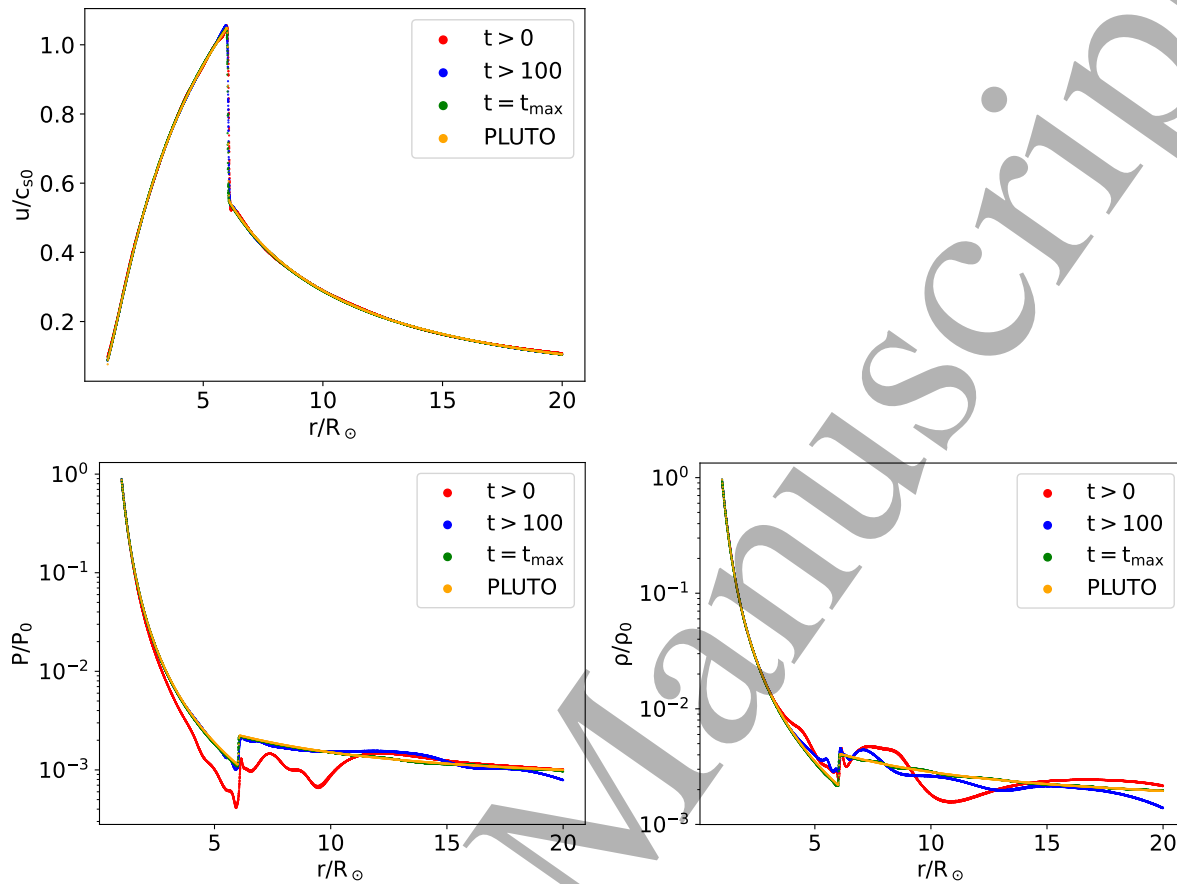 1.0
0.8
0.6
0.4
0.2
u/c_s0
5 10 15 20
r/R_⊙
t > 0
t > 100
t = t_max
PLUTO
10^0
10^-1
10^-2
10^-3
P/P_0
5 10 15 20
r/R_⊙
t > 0
t > 100
t = t_max
PLUTO
10^0
10^-1
10^-2
10^-3
ρ/ρ_0
5 10 15 20
r/R_⊙
t > 0
t > 100
t = t_max
PLUTO
Manuscrip